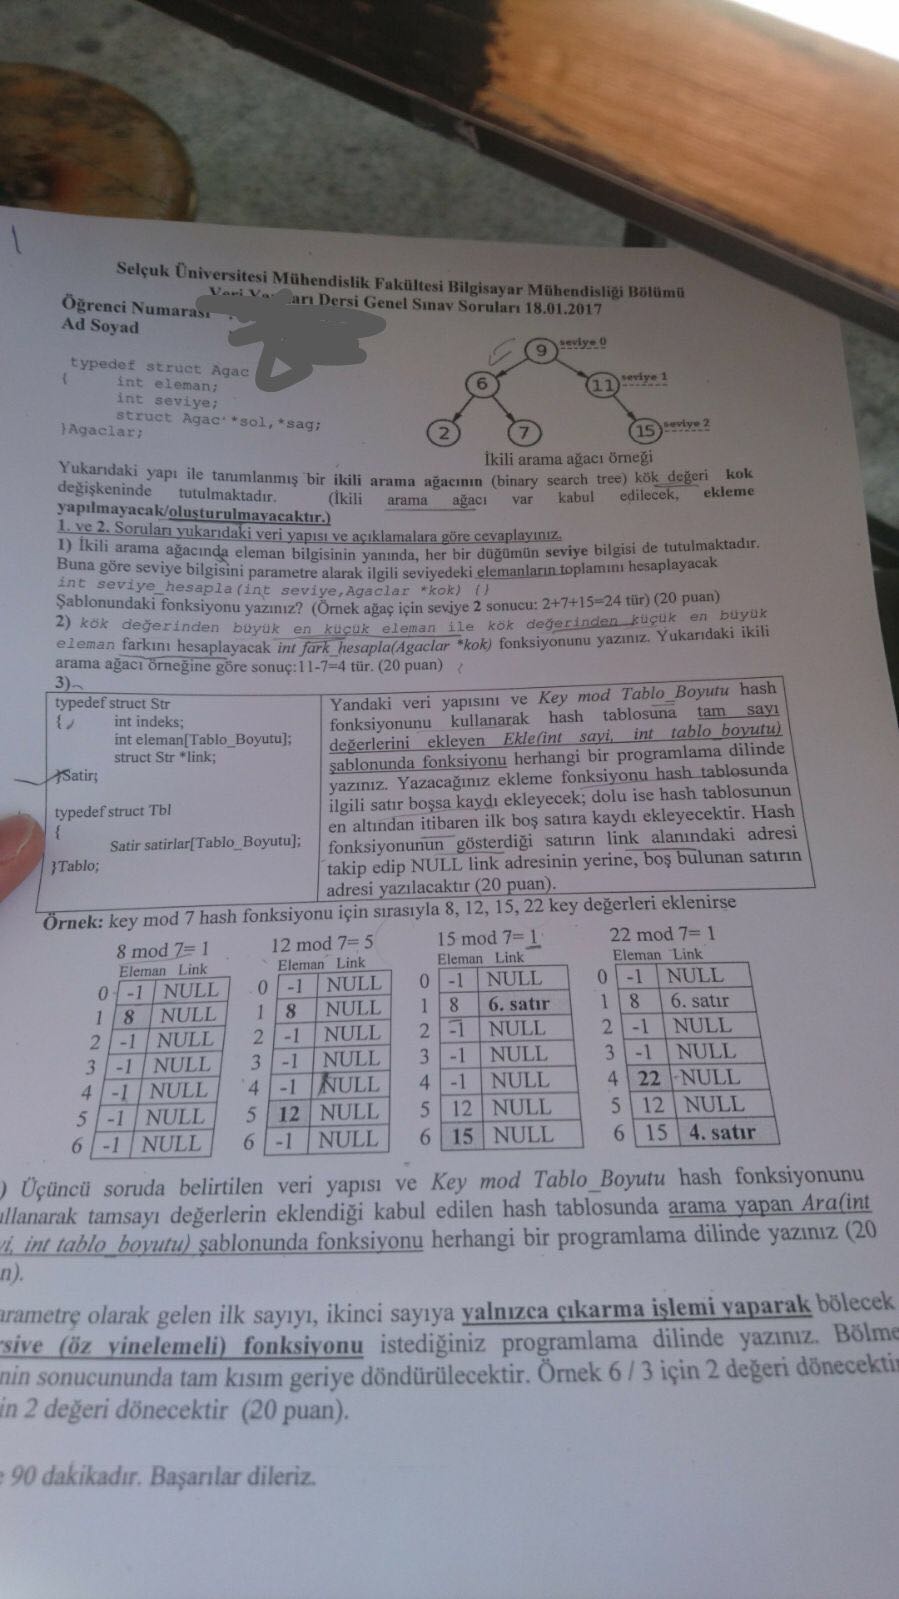 Selçuk Üniversitesi Mühendislik Fakültesi Bilgisayar Mühendisliği Bölümü
Dersi Genel Sınav Soruları 18.01.2017
Öğrenci Numarası
Ad Soyad
typedef struct Agac
{ int eleman;
int seviye;
struct Agac *sol,*sag;
}Agaclar;
9 seviye 0
6 11 seviye 1
2 7 15 seviye 2
İkili arama ağacı örneği
Yukarıdaki yapı ile tanımlanmış bir ikili arama ağacının (binary search tree) kök değeri kok
değişkeninde tutulmaktadır. (İkili arama ağacı var kabul edilecek, ekleme
yapılmayacak/oluşturulmayacaktır.)
1. ve 2. Soruları yukarıdaki veri yapısı ve açıklamalara göre cevaplayınız.
1) İkili arama ağacında eleman bilgisinin yanında, her bir düğümün seviye bilgisi de tutulmaktadır.
Buna göre seviye bilgisini parametre alarak ilgili seviyedeki elemanların toplamını hesaplayacak
int seviye_hesapla(int seviye,Agaclar *kok) {}
Şablonundaki fonksiyonu yazınız? (Örnek ağaç için seviye 2 sonucu: 2+7+15=24 tür) (20 puan)
2) kök değerinden büyük en küçük eleman ile kök değerinden küçük en büyük
eleman farkını hesaplayacak int fark_hesapla(Agaclar *kok) fonksiyonunu yazınız. Yukarıdaki ikili
arama ağacı örneğine göre sonuç:11-7=4 tür. (20 puan)
3)
typedef struct Str
{ int indeks;
int eleman[Tablo_Boyutu];
struct Str *link;
}Satir;
typedef struct Tbl
{
Satir satirlar[Tablo_Boyutu];
}Tablo;
Yandaki veri yapısını ve Key mod Tablo_Boyutu hash
fonksiyonunu kullanarak hash tablosuna tam sayı
değerlerini ekleyen Ekle(int sayi, int tablo_boyutu)
şablonunda fonksiyonu herhangi bir programlama dilinde
yazınız. Yazacağınız ekleme fonksiyonu hash tablosunda
ilgili satır boşsa kaydı ekleyecek; dolu ise hash tablosunun
en altından itibaren ilk boş satıra kaydı ekleyecektir. Hash
fonksiyonunun gösterdiği satırın link alanındaki adresi
takip edip NULL link adresinin yerine, boş bulunan satırın
adresi yazılacaktır (20 puan).
Örnek: key mod 7 hash fonksiyonu için sırasıyla 8, 12, 15, 22 key değerleri eklenirse
8 mod 7= 1 12 mod 7= 5 15 mod 7= 1 22 mod 7= 1
Eleman Link Eleman Link Eleman Link Eleman Link
0 -1 NULL 0 -1 NULL 0 -1 NULL 0 -1 NULL
1 8 NULL 1 8 NULL 1 8 6. satır 1 8 6. satır
2 -1 NULL 2 -1 NULL 2 -1 NULL 2 -1 NULL
3 -1 NULL 3 -1 NULL 3 -1 NULL 3 -1 NULL
4 -1 NULL 4 -1 NULL 4 -1 NULL 4 22 NULL
5 -1 NULL 5 12 NULL 5 12 NULL 5 12 NULL
6 -1 NULL 6 -1 NULL 6 15 NULL 6 15 4. satır
) Üçüncü soruda belirtilen veri yapısı ve Key mod Tablo_Boyutu hash fonksiyonunu
ullanarak tamsayı değerlerin eklendiği kabul edilen hash tablosunda arama yapan Ara(int
yi, int tablo_boyutu) şablonunda fonksiyonu herhangi bir programlama dilinde yazınız (20
n).
arametre olarak gelen ilk sayıyı, ikinci sayıya yalnızca çıkarma işlemi yaparak bölecek
rsive (öz yinelemeli) fonksiyonu istediğiniz programlama dilinde yazınız. Bölme
nin sonucununda tam kısım geriye döndürülecektir. Örnek 6 / 3 için 2 değeri dönecektir
in 2 değeri dönecektir (20 puan).
e 90 dakikadır. Başarılar dileriz.